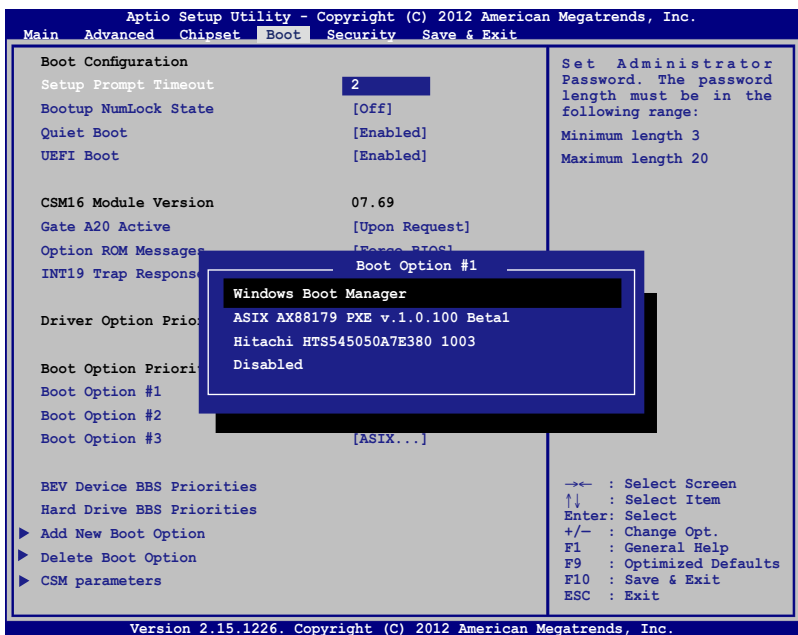 Aptio Setup Utility - Copyright (C) 2012 American Megatrends, Inc.
Main Advanced Chipset Boot Security Save & Exit
Boot Configuration
Setup Prompt Timeout 2
Bootup NumLock State [Off]
Quiet Boot [Enabled]
UEFI Boot [Enabled]
CSM16 Module Version 07.69
Gate A20 Active [Upon Request]
Option ROM Messages [Force BIOS]
INT19 Trap Response
Driver Option Prio
Boot Option Priori
Boot Option #1
Boot Option #2
Boot Option #3 [ASIX...]
BEV Device BBS Priorities
Hard Drive BBS Priorities
Add New Boot Option
Delete Boot Option
CSM parameters
Boot Option #1
Windows Boot Manager
ASIX AX88179 PXE v.1.0.100 Beta1
Hitachi HTS545050A7E380 1003
Disabled
Set Administrator
Password. The password
length must be in the
following range:
Minimum length 3
Maximum length 20
→← : Select Screen
↑↓ : Select Item
Enter: Select
+/— : Change Opt.
F1 : General Help
F9 : Optimized Defaults
F10 : Save & Exit
ESC : Exit
Version 2.15.1226. Copyright (C) 2012 American Megatrends, Inc.